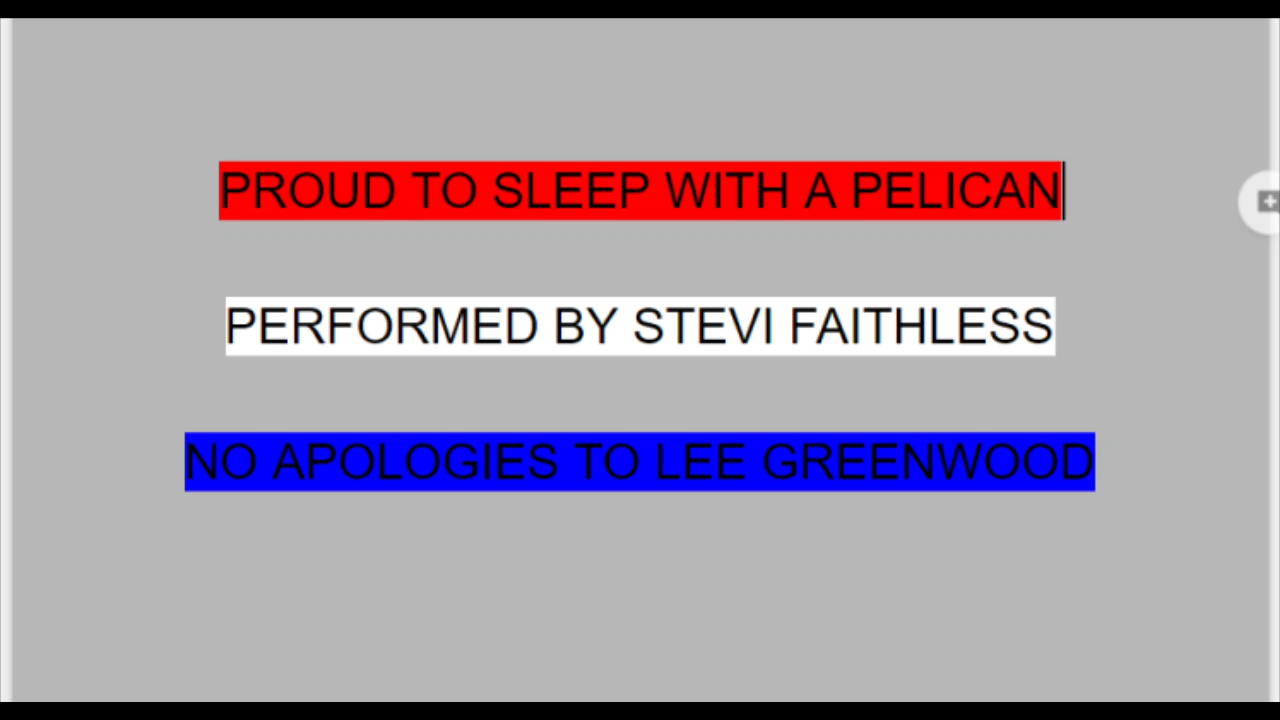 PROUD TO SLEEP WITH A PELICAN
PERFORMED BY STEVI FAITHLESS
NO APOLOGIES TO LEE GREENWOOD